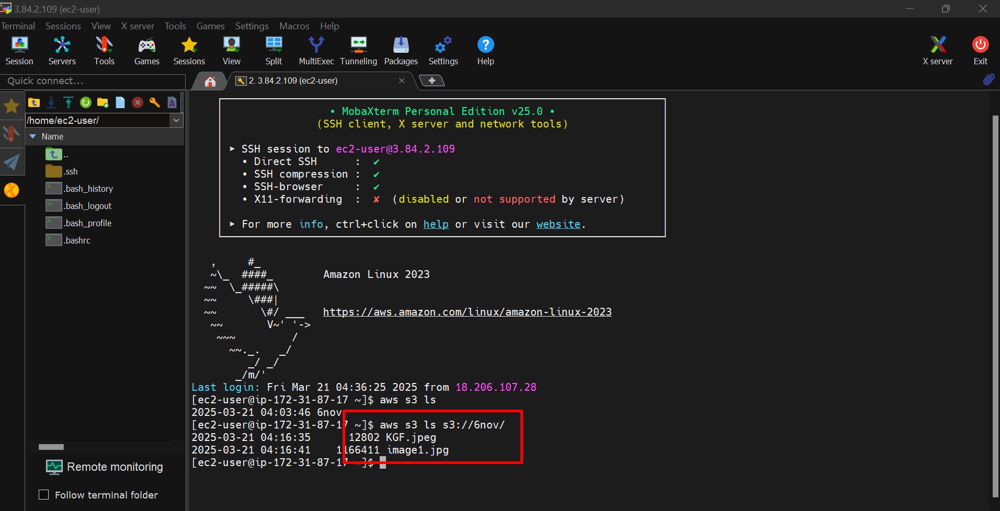 3.84.2.109 (ec2-user)
Terminal Sessions View X server Tools Games Settings Macros Help
Session Servers Tools Games Sessions View Split MultiExec Tunneling Packages Settings Help X server Exit
Quick connect...
2. 3.84.2.109 (ec2-user)
/home/ec2-user/
Name
..
.ssh
.bash_history
.bash_logout
.bash_profile
.bashrc
Remote monitoring
Follow terminal folder
• MobaXterm Personal Edition v25.0 •
(SSH client, X server and network tools)
➤ SSH session to ec2-user@3.84.2.109
• Direct SSH : ✔
• SSH compression : ✔
• SSH-browser : ✔
• X11-forwarding : ✘ (disabled or not supported by server)
➤ For more info, ctrl+click on help or visit our website.
   ,     #_
   ~\_  ####_        Amazon Linux 2023
  ~~  \_#####\
  ~~     \###|
  ~~       \#/ ___   https://aws.amazon.com/linux/amazon-linux-2023
   ~~       V~' '->
    ~~~         /
      ~~._.   _/
         _/ _/
       _/m/'
Last login: Fri Mar 21 04:36:25 2025 from 18.206.107.28
[ec2-user@ip-172-31-87-17 ~]$ aws s3 ls
2025-03-21 04:03:46 6nov
[ec2-user@ip-172-31-87-17 ~]$ aws s3 ls s3://6nov/
2025-03-21 04:16:35      12802 KGF.jpeg
2025-03-21 04:16:41    1166411 image1.jpg
[ec2-user@ip-172-31-87-17 ~]$